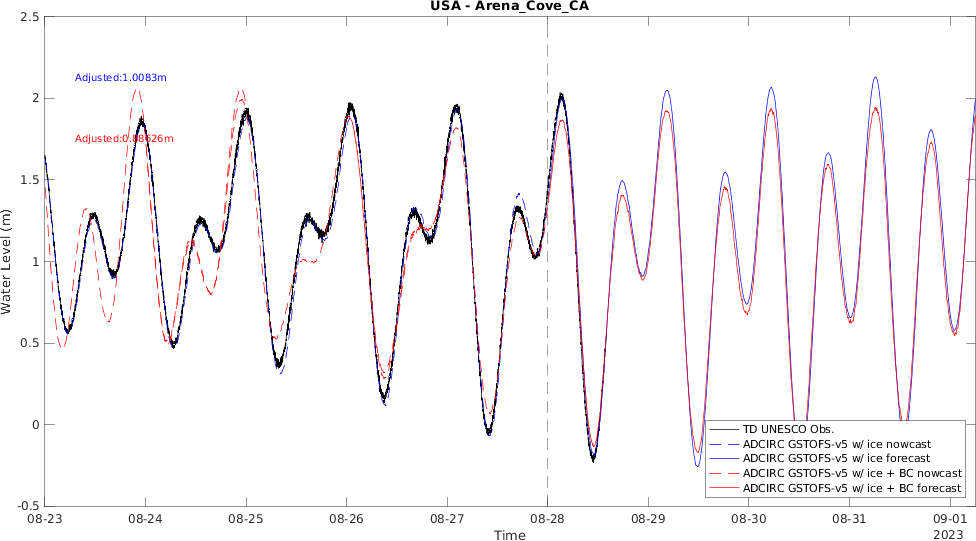 USA - Arena_Cove_CA
2.5
2
1.5
1
0.5
0
-0.5
Water Level (m)
Adjusted:1.0083m
Adjusted:0.88626m
TD UNESCO Obs.
ADCIRC GSTOFS-v5 w/ ice nowcast
ADCIRC GSTOFS-v5 w/ ice forecast
ADCIRC GSTOFS-v5 w/ ice + BC nowcast
ADCIRC GSTOFS-v5 w/ ice + BC forecast
08-23 08-24 08-25 08-26 08-27 08-28 08-29 08-30 08-31 09-01
2023
Time